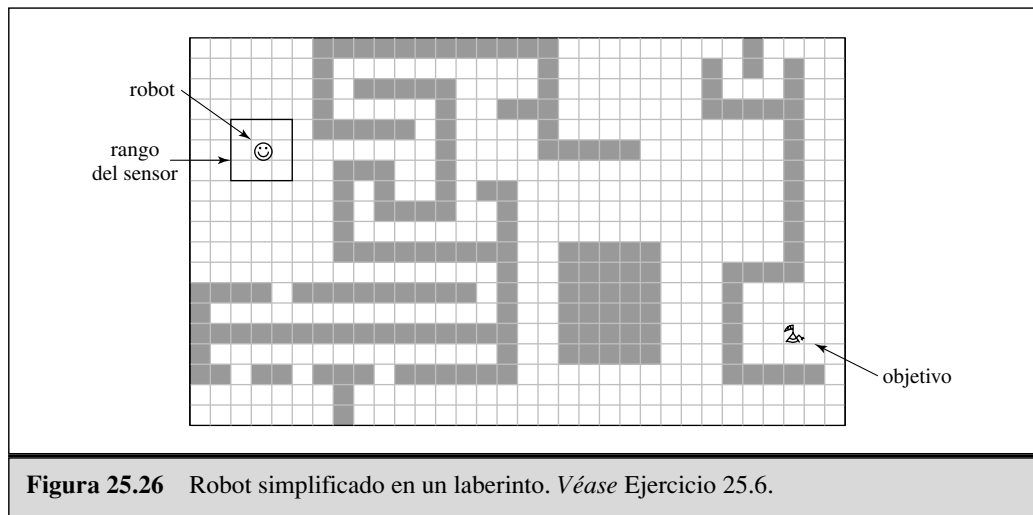 robot
rango
del sensor
objetivo
Figura 25.26 Robot simplificado en un laberinto. Véase Ejercicio 25.6.